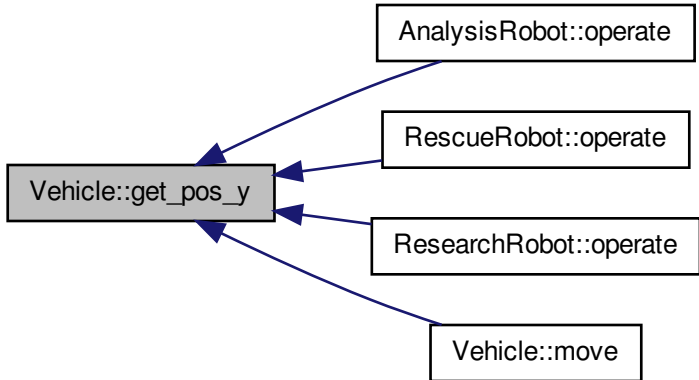 AnalysisRobot::operate
RescueRobot::operate
Vehicle::get_pos_y
ResearchRobot::operate
Vehicle::move